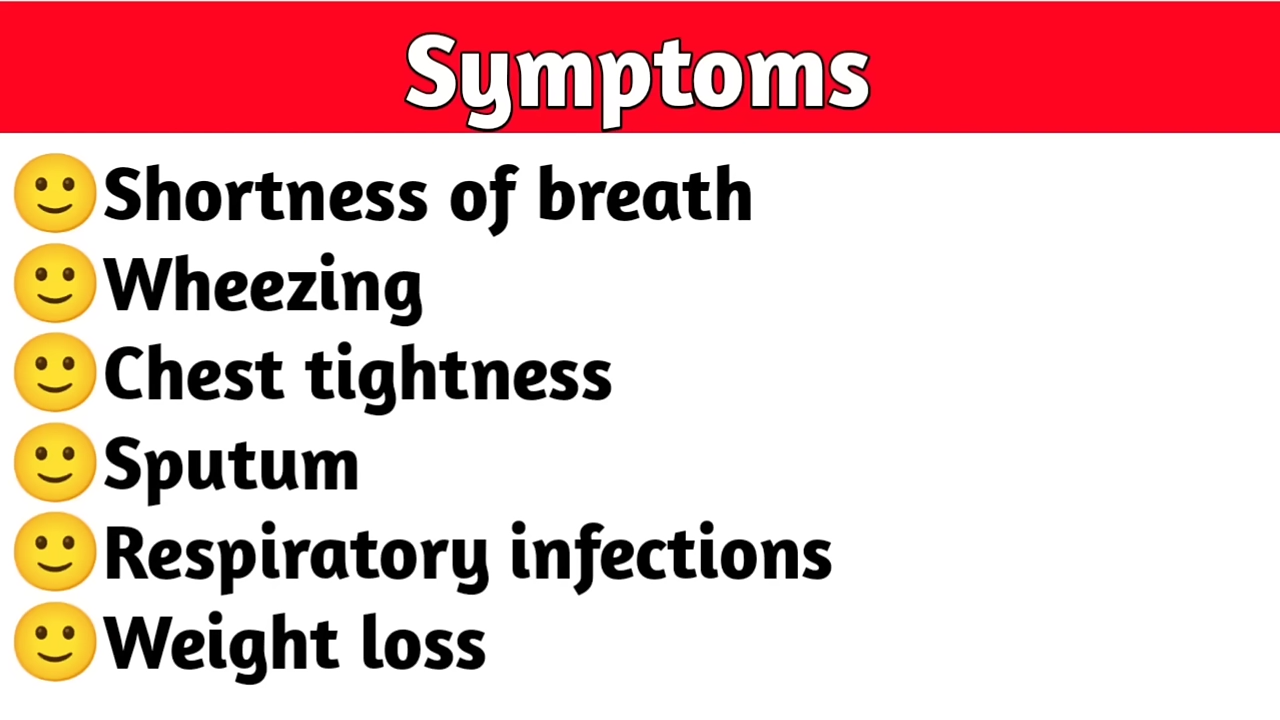 Symptoms
🙂Shortness of breath
🙂Wheezing
🙂Chest tightness
🙂Sputum
🙂Respiratory infections
🙂Weight loss